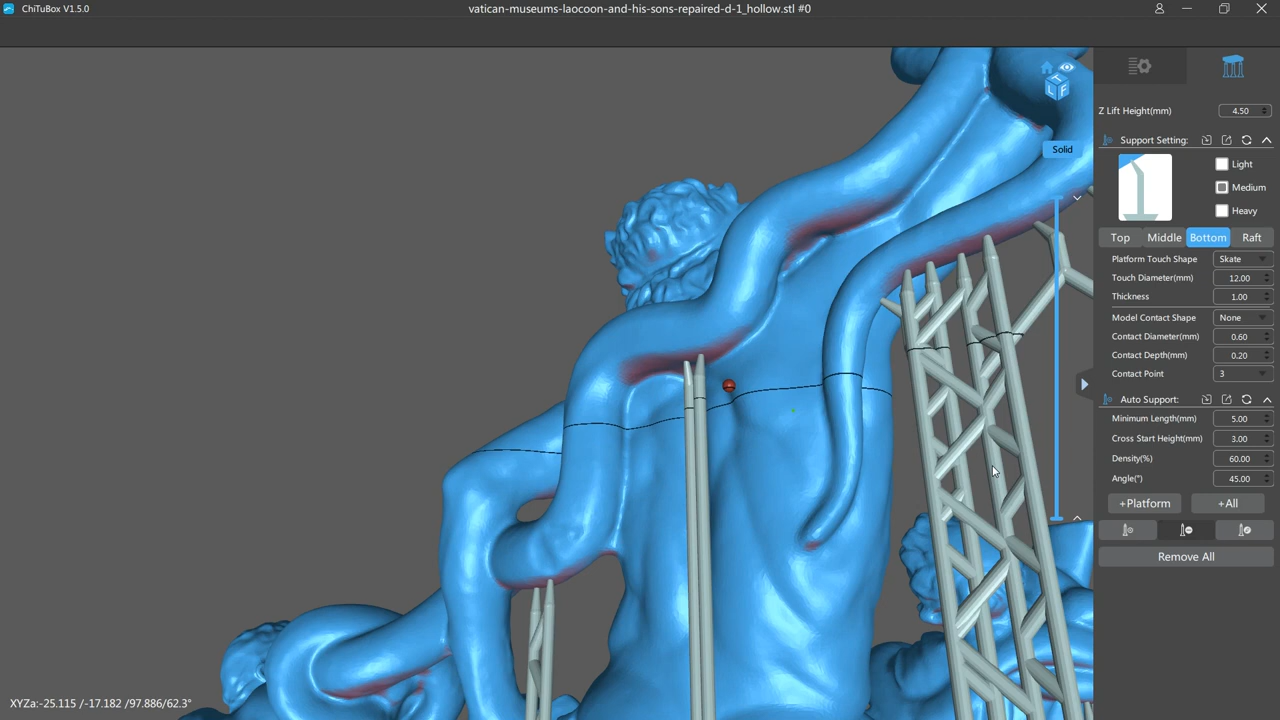 ChiTuBox V1.5.0
vatican-museums-laocoon-and-his-sons-repaired-d-1_hollow.stl #0
Z Lift Height(mm) 4.50
Support Setting:
Light
Medium
Heavy
Solid
T
L F
Top Middle Bottom Raft
Platform Touch Shape Skate
Touch Diameter(mm) 12.00
Thickness 1.00
Model Contact Shape None
Contact Diameter(mm) 0.60
Contact Depth(mm) 0.20
Contact Point 3
Auto Support:
Minimum Length(mm) 5.00
Cross Start Height(mm) 3.00
Density(%) 60.00
Angle(°) 45.00
+Platform +All
Remove All
XYZa:-25.115 /-17.182 /97.886/62.3°